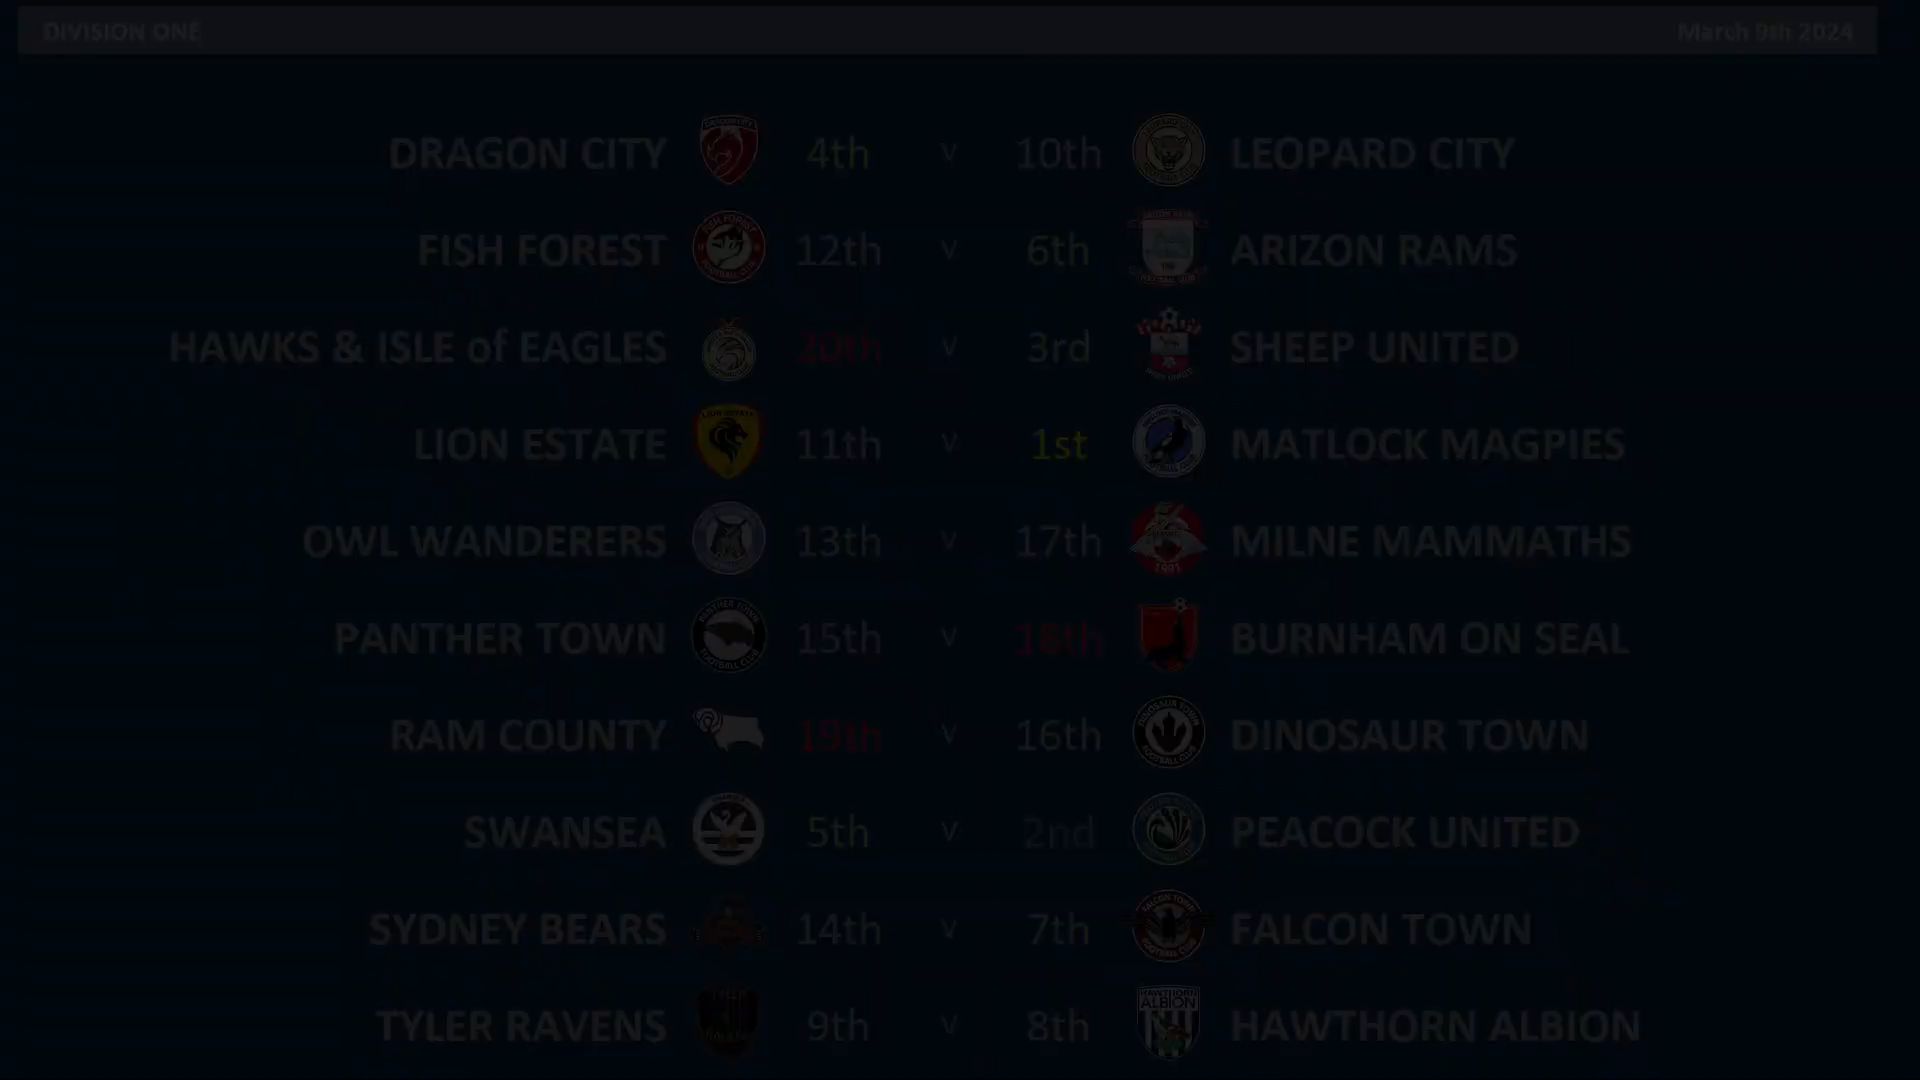 DIVISION ONE March 9th 2024
DRAGON CITY 4th v 10th LEOPARD CITY
FISH FOREST 12th v 6th ARIZON RAMS
HAWKS & ISLE of EAGLES 20th v 3rd SHEEP UNITED
LION ESTATE 11th v 1st MATLOCK MAGPIES
OWL WANDERERS 13th v 17th MILNE MAMMATHS
1991
PANTHER TOWN 15th v 18th BURNHAM ON SEAL
RAM COUNTY 19th v 16th DINOSAUR TOWN
SWANSEA 5th v 2nd PEACOCK UNITED
SYDNEY BEARS 14th v 7th FALCON TOWN
TYLER RAVENS 9th v 8th HAWTHORN ALBION